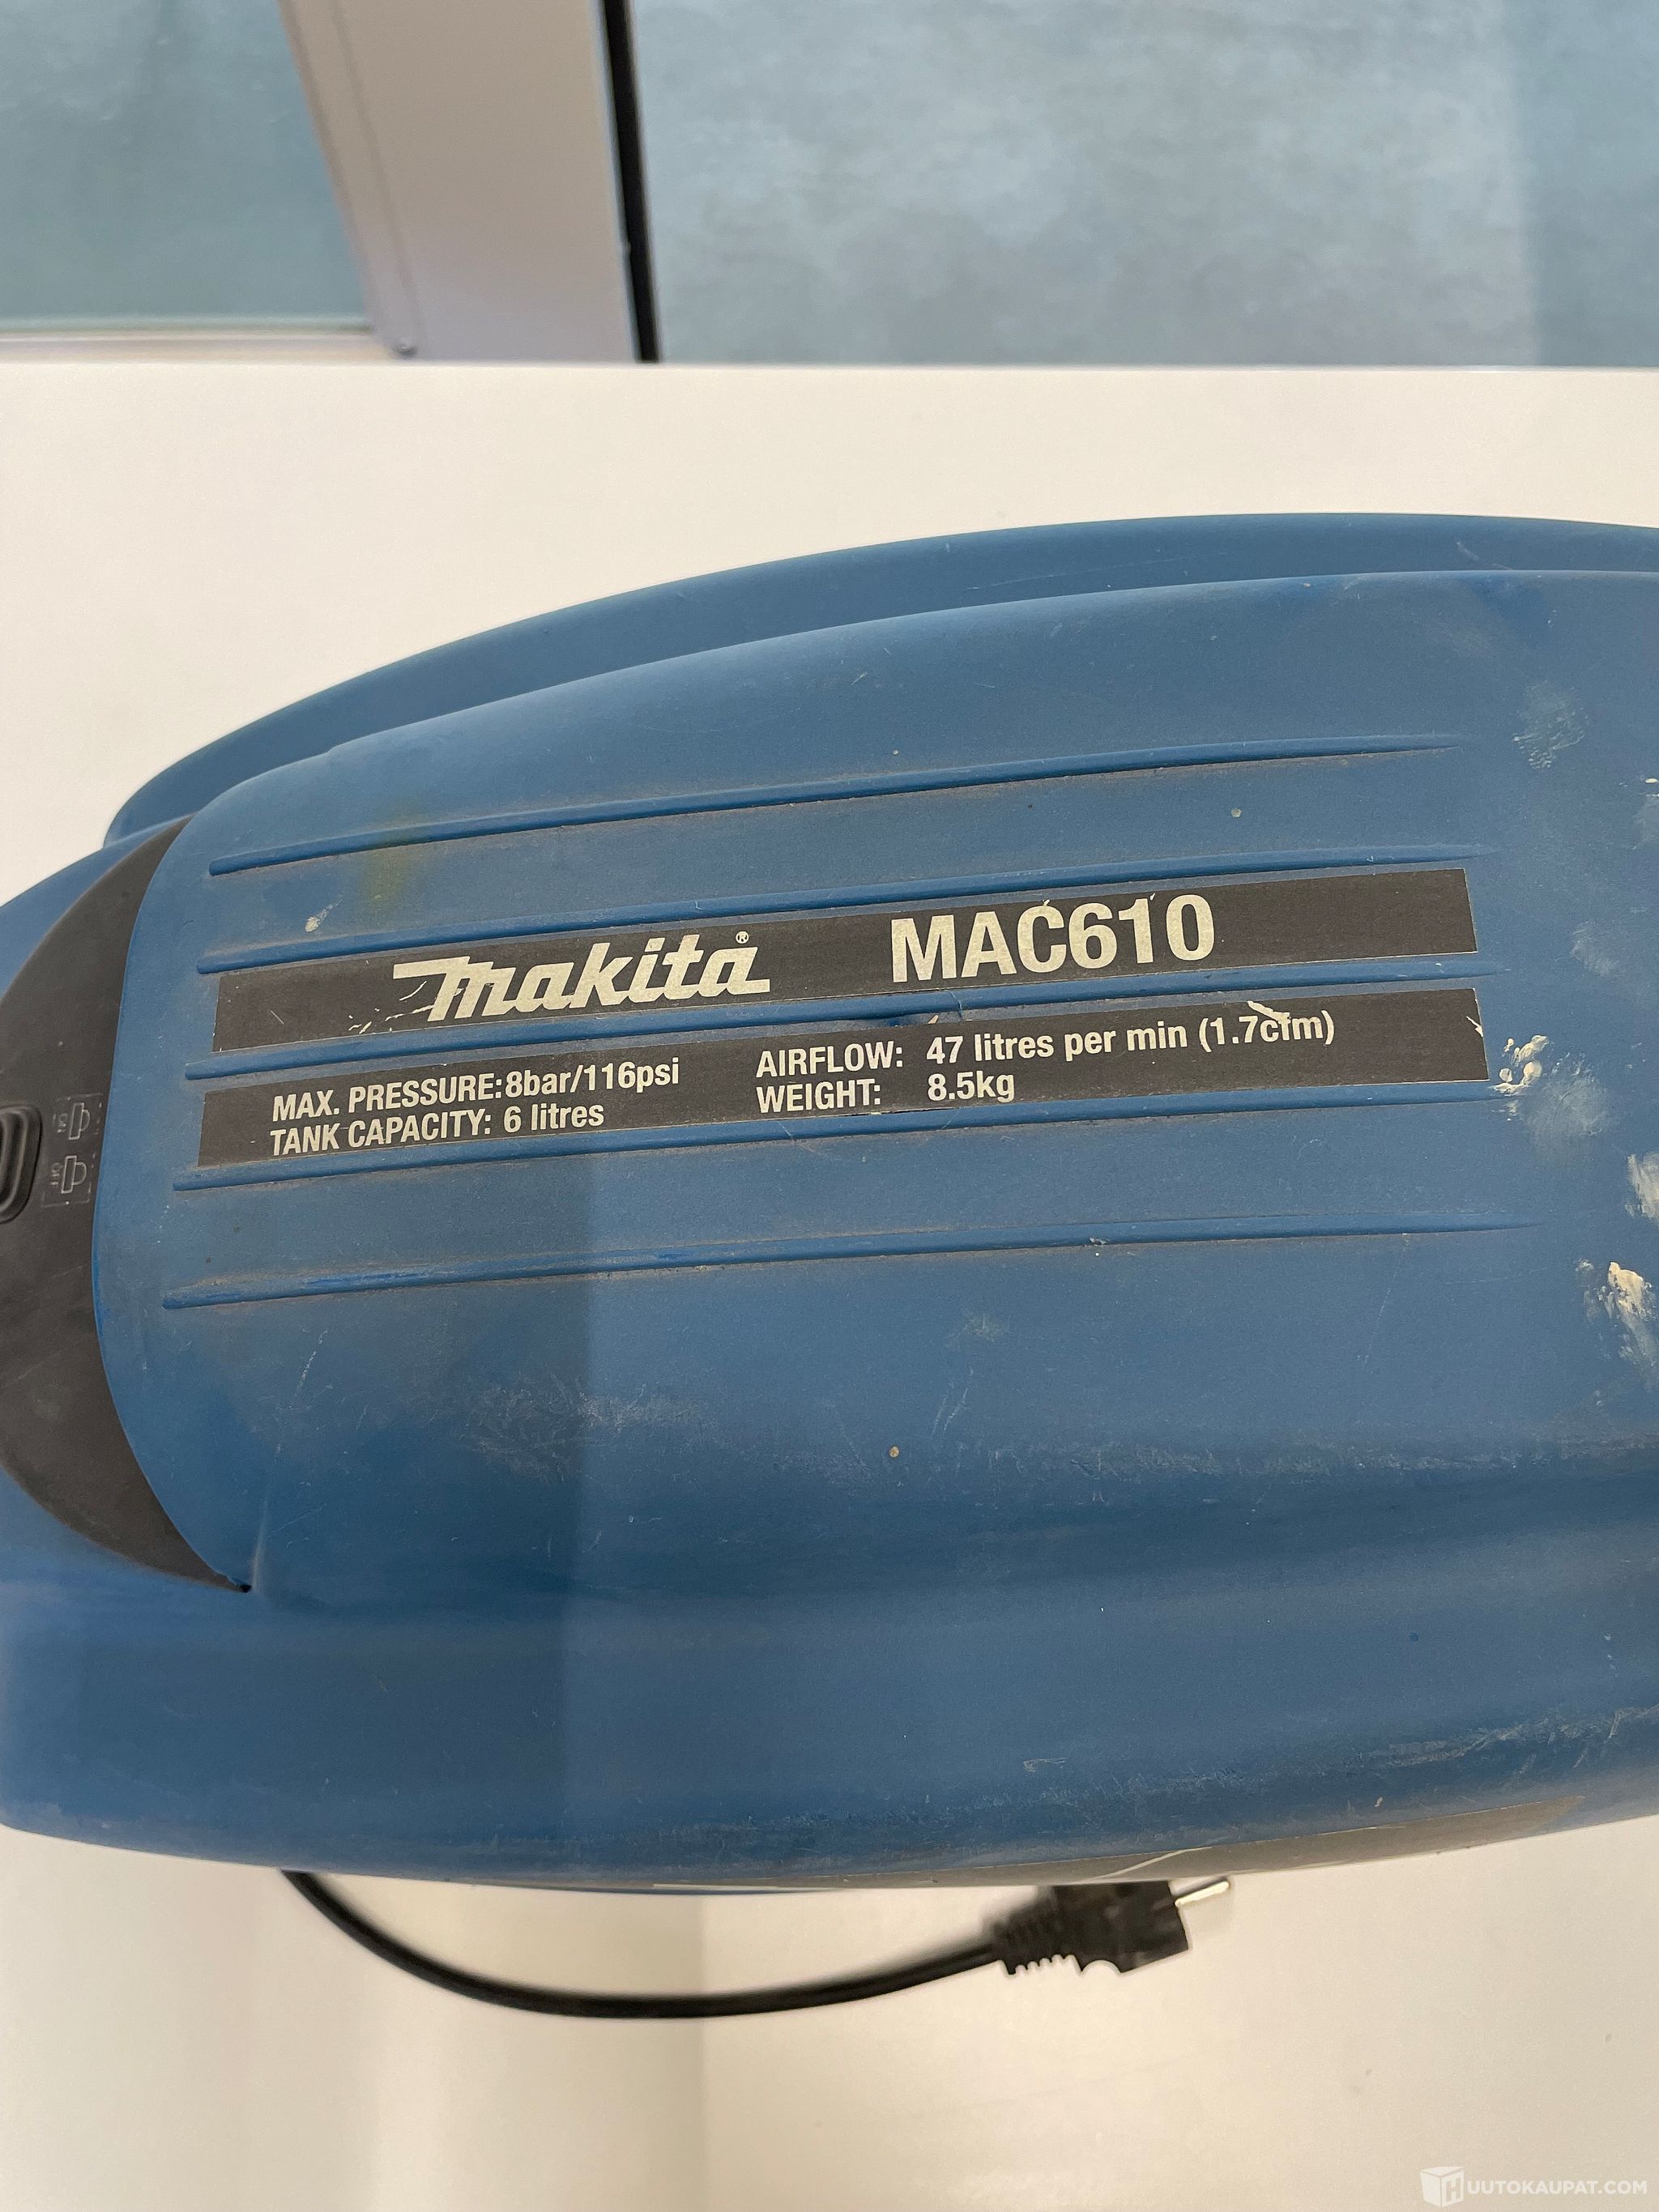 makita® MAC610
MAX. PRESSURE: 8bar/116psi
TANK CAPACITY: 6 litres
AIRFLOW: 47 litres per min (1.7cfm)
WEIGHT: 8.5kg
OFF
HUUTOKAUPAT.COM